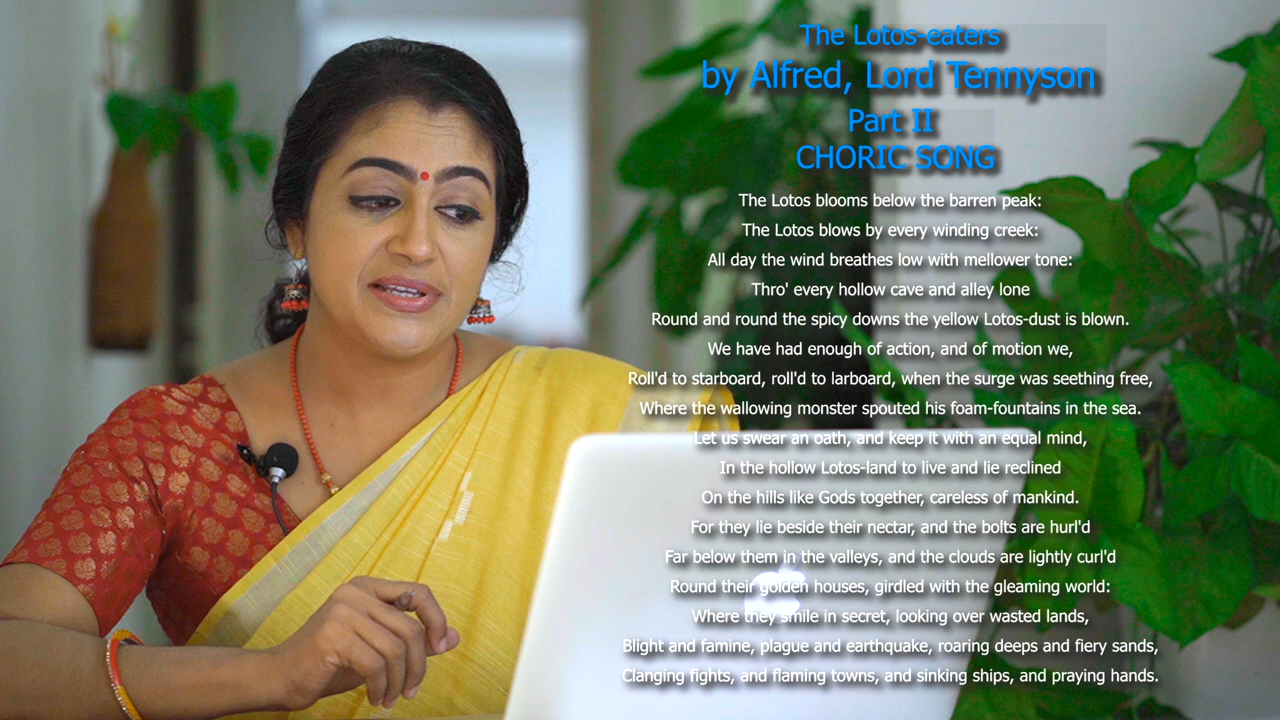 The Lotos-eaters
by Alfred, Lord Tennyson
Part II
CHORIC SONG
The Lotos blooms below the barren peak:
The Lotos blows by every winding creek:
All day the wind breathes low with mellower tone:
Thro' every hollow cave and alley lone
Round and round the spicy downs the yellow Lotos-dust is blown.
We have had enough of action, and of motion we,
Roll'd to starboard, roll'd to larboard, when the surge was seething free,
Where the wallowing monster spouted his foam-fountains in the sea.
Let us swear an oath, and keep it with an equal mind,
In the hollow Lotos-land to live and lie reclined
On the hills like Gods together, careless of mankind.
For they lie beside their nectar, and the bolts are hurl'd
Far below them in the valleys, and the clouds are lightly curl'd
Round their golden houses, girdled with the gleaming world:
Where they smile in secret, looking over wasted lands,
Blight and famine, plague and earthquake, roaring deeps and fiery sands,
Clanging fights, and flaming towns, and sinking ships, and praying hands.